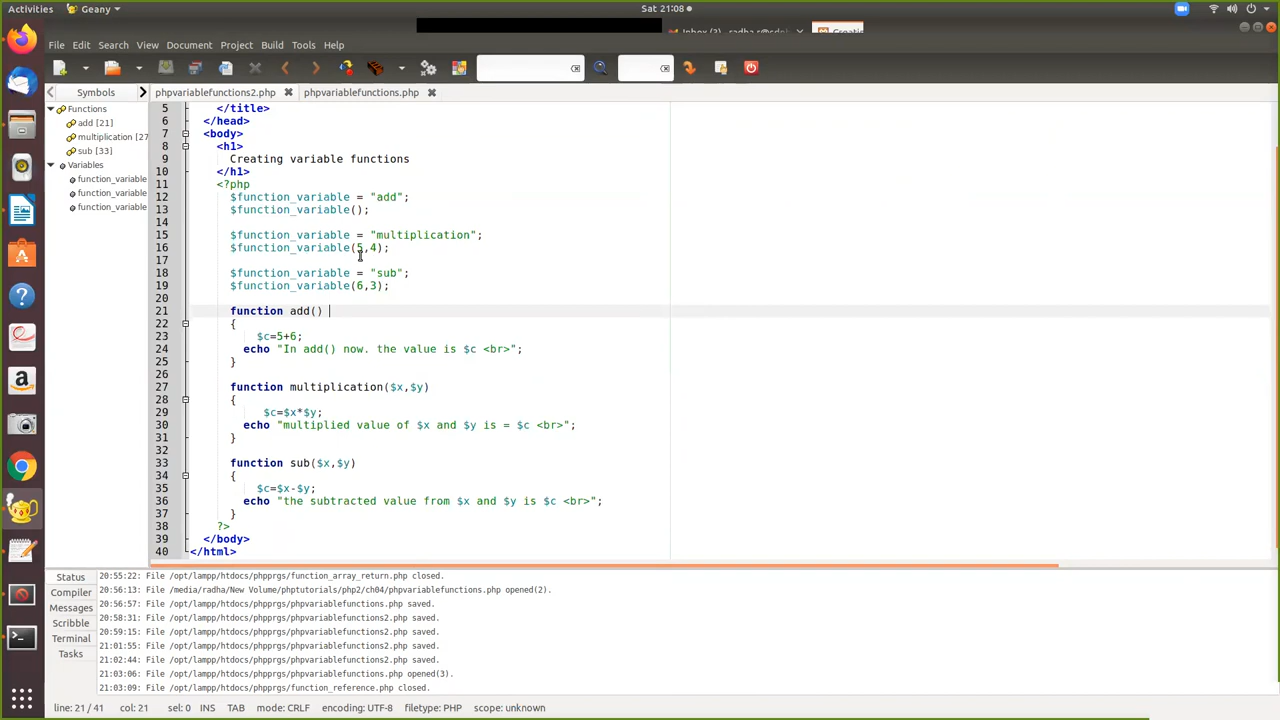 Activities Geany Sat 21:08
Inbox (3)
File Edit Search View Document Project Build Tools Help
Symbols phpvariablefunctions2.php phpvariablefunctions.php
Functions
add [21]
multiplication [27
sub [33]
Variables
function_variable
function_variable
function_variable
5 </title>
6 </head>
7 <body>
8 <h1>
9 Creating variable functions
10 </h1>
11 <?php
12 $function_variable = "add";
13 $function_variable();
14
15 $function_variable = "multiplication";
16 $function_variable(5,4);
17
18 $function_variable = "sub";
19 $function_variable(6,3);
20
21 function add()
22 {
23 $c=5+6;
24 echo "In add() now. the value is $c <br>";
25 }
26
27 function multiplication($x,$y)
28 {
29 $c=$x*$y;
30 echo "multiplied value of $x and $y is = $c <br>";
31 }
32
33 function sub($x,$y)
34 {
35 $c=$x-$y;
36 echo "the subtracted value from $x and $y is $c <br>";
37 }
38 ?>
39 </body>
40 </html>
Status
Compiler
Messages
Scribble
Terminal
Tasks
20:55:22: File /opt/lampp/htdocs/phpprgs/function_array_return.php closed.
20:56:13: File /media/radha/New Volume/phptutorials/php2/ch04/phpvariablefunctions.php opened(2).
20:56:57: File /opt/lampp/htdocs/phpprgs/phpvariablefunctions.php saved.
20:58:31: File /opt/lampp/htdocs/phpprgs/phpvariablefunctions2.php saved.
20:59:15: File /opt/lampp/htdocs/phpprgs/phpvariablefunctions2.php saved.
21:01:55: File /opt/lampp/htdocs/phpprgs/phpvariablefunctions2.php saved.
21:02:44: File /opt/lampp/htdocs/phpprgs/phpvariablefunctions2.php saved.
21:03:06: File /opt/lampp/htdocs/phpprgs/phpvariablefunctions.php opened(3).
21:03:09: File /opt/lampp/htdocs/phpprgs/function_reference.php closed.
line: 21 / 41 col: 21 sel: 0 INS TAB mode: CRLF encoding: UTF-8 filetype: PHP scope: unknown